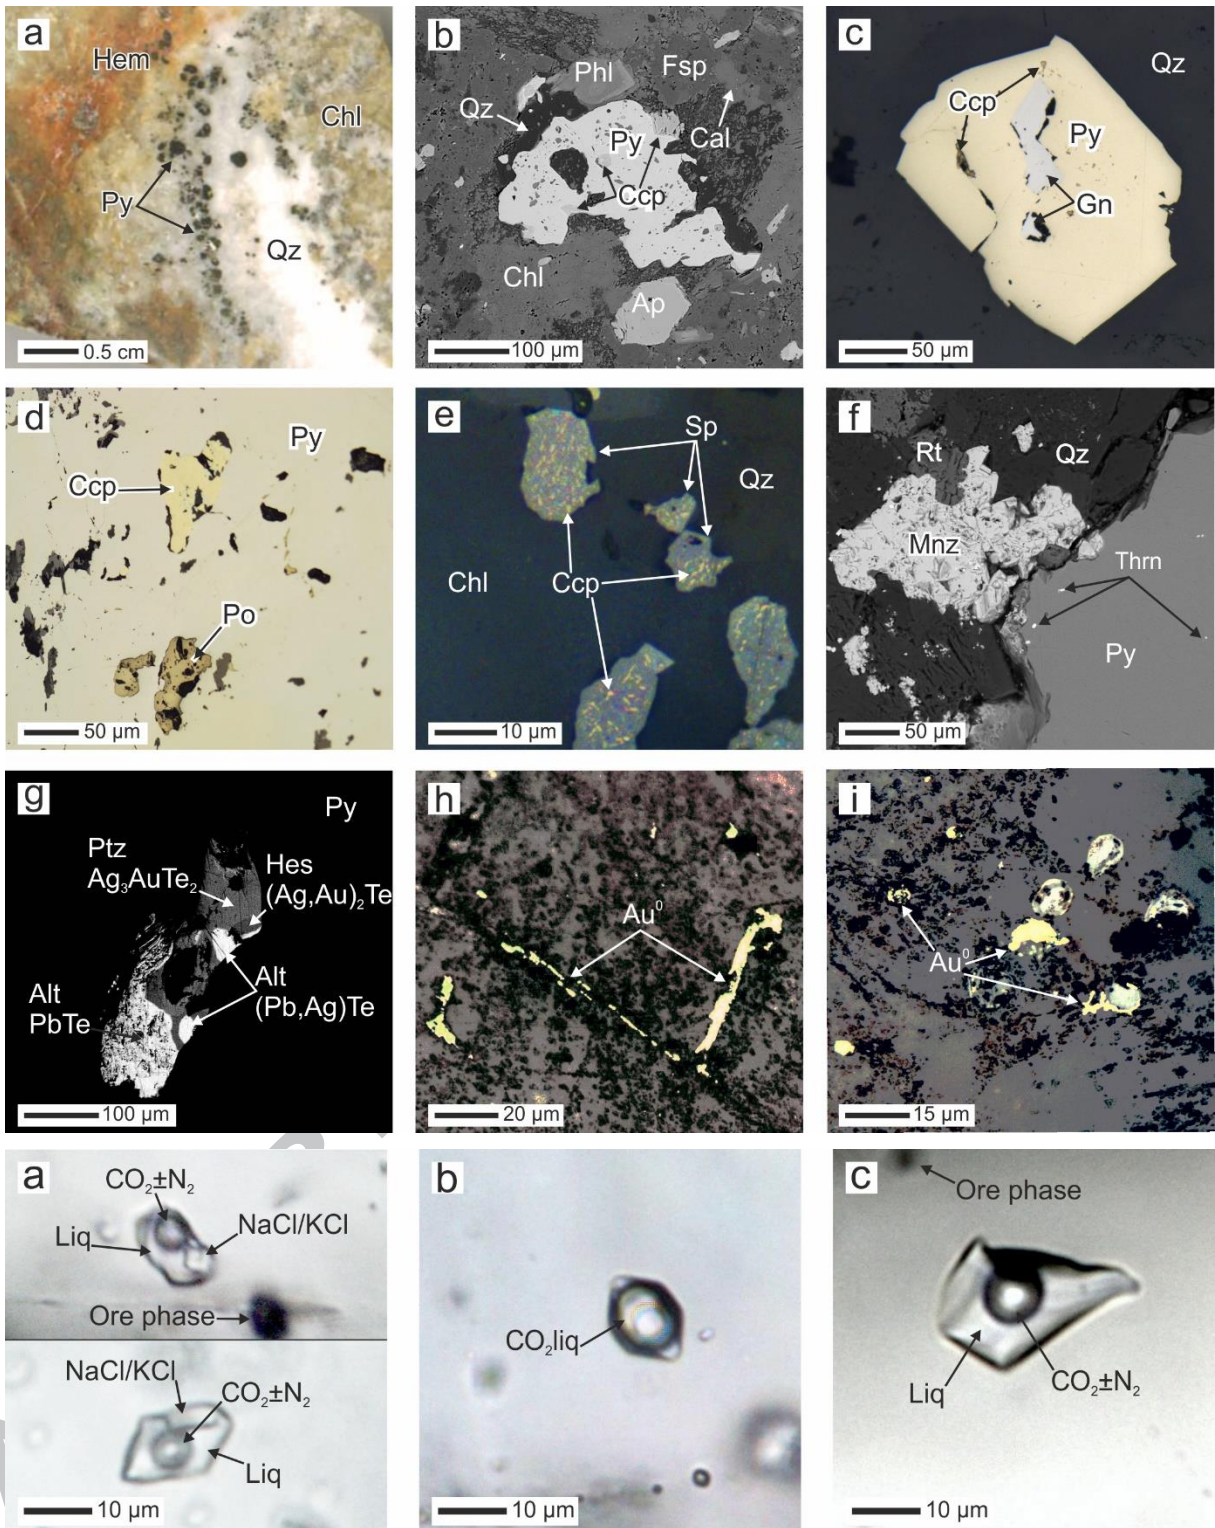 a
Hem
Chl
Py
Qz
0.5 cm
b
Phl
Fsp
Qz
Py
Cal
Ccp
Chl
Ap
100 µm
c
Qz
Ccp
Py
Gn
50 µm
d
Py
Ccp
Po
50 µm
e
Sp
Qz
Chl
Ccp
10 µm
f
Rt
Qz
Mnz
Thrn
Py
50 µm
g
Py
Ptz
Ag₃AuTe₂
Hes
(Ag,Au)₂Te
Alt
PbTe
Alt
(Pb,Ag)Te
100 µm
h
Au⁰
20 µm
i
Au⁰
15 µm
a
CO₂±N₂
Liq
NaCl/KCl
Ore phase
NaCl/KCl
CO₂±N₂
Liq
10 µm
b
CO₂liq
10 µm
c
Ore phase
Liq
CO₂±N₂
10 µm